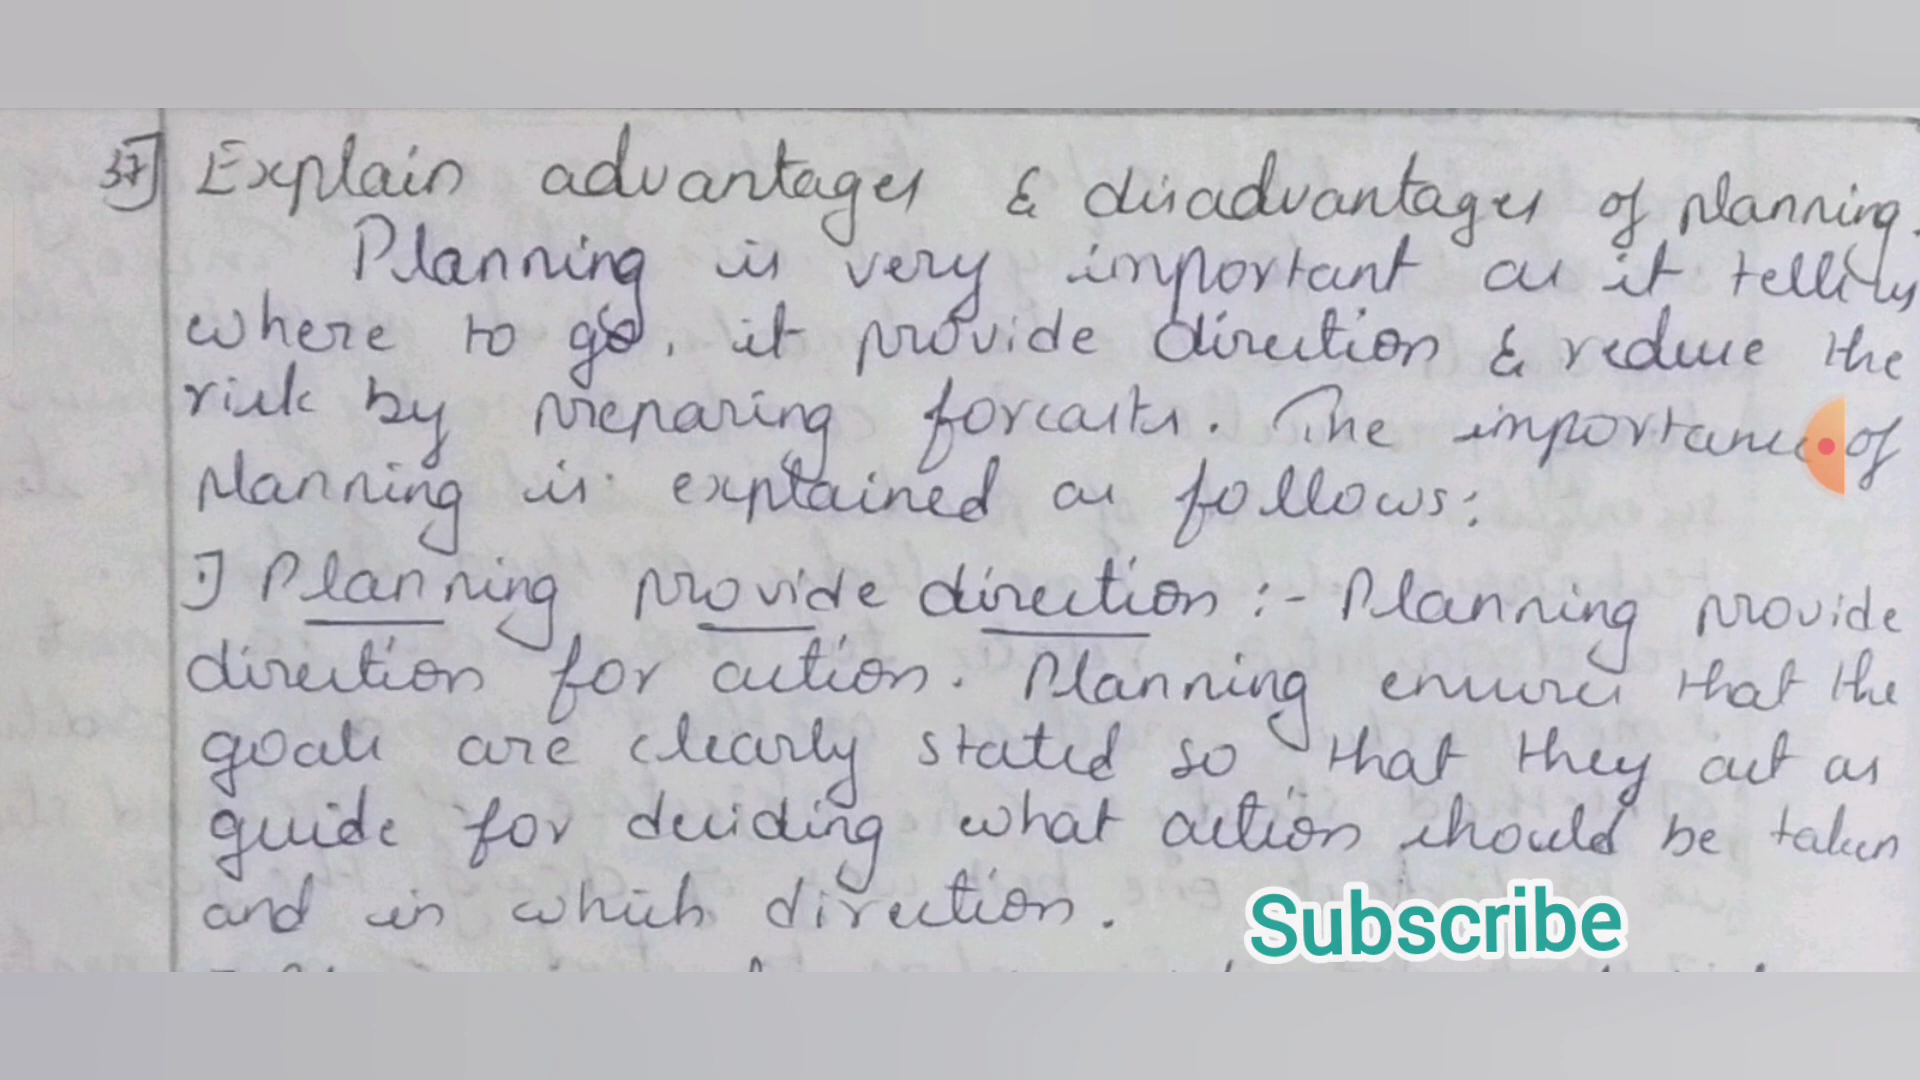 37] Explain advantages & disadvantages of planning.
Planning is very important as it tells us
where to go, it provide direction & reduce the
risk by preparing forcasts. The importance of
planning is explained as follows:
1] Planning provide direction :- Planning provide
direction for action. Planning ensures that the
goals are clearly stated so that they act as
guide for deciding what action should be taken
and in which direction.
Subscribe